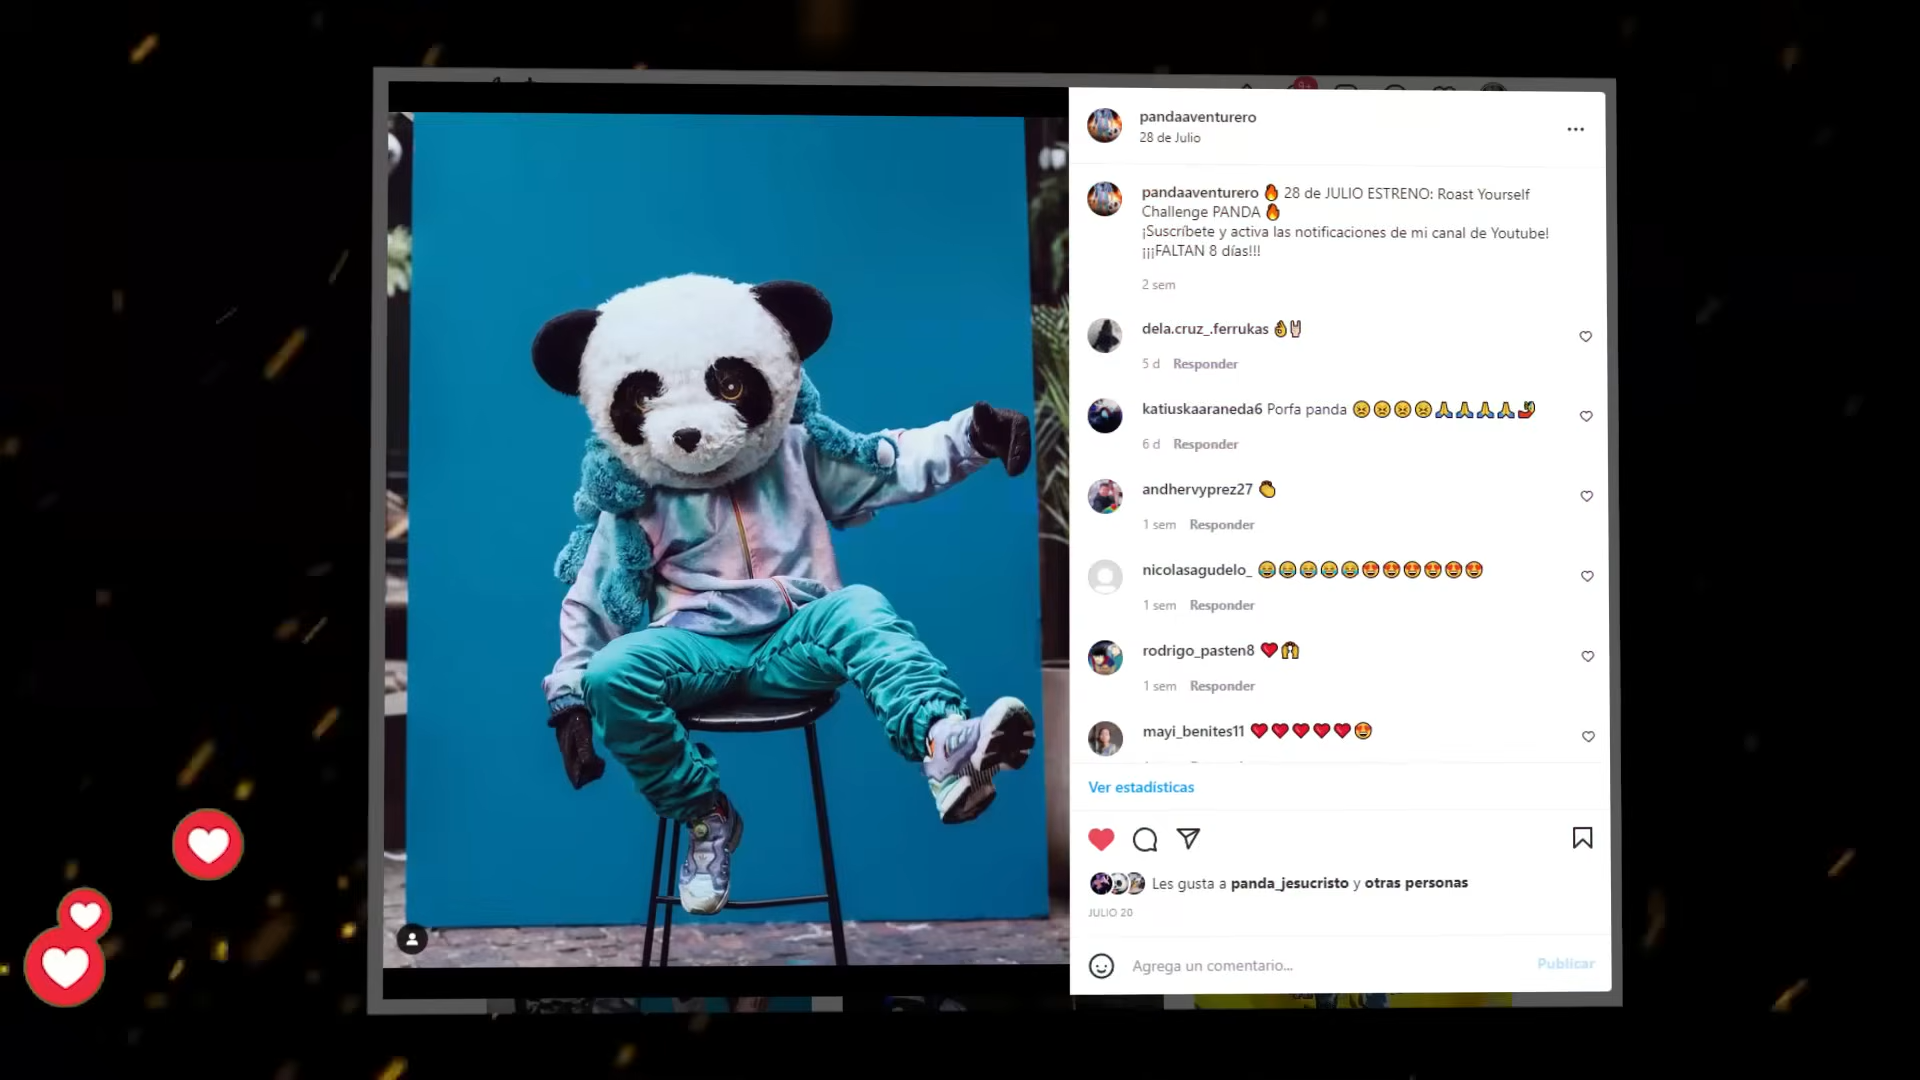 pandaaventurero
28 de Julio
pandaaventurero 🔥 28 de JULIO ESTRENO: Roast Yourself
Challenge PANDA 🔥
¡Suscríbete y activa las notificaciones de mi canal de Youtube!
¡¡¡FALTAN 8 días!!!
2 sem
dela.cruz_.ferrukas 👌🤘
5 d Responder
katiuskaaraneda6 Porfa panda 😣😣😣😣🙏🙏🙏🙏🤳
6 d Responder
andhervyprez27 👏
1 sem Responder
nicolasagudelo_ 😂😂😂😂😂😍😍😍😍😍😍
1 sem Responder
rodrigo_pasten8 ❤️🙌
1 sem Responder
mayi_benites11 ❤️❤️❤️❤️❤️😍
Ver estadísticas
Les gusta a panda_jesucristo y otras personas
JULIO 20
Agrega un comentario...
Publicar